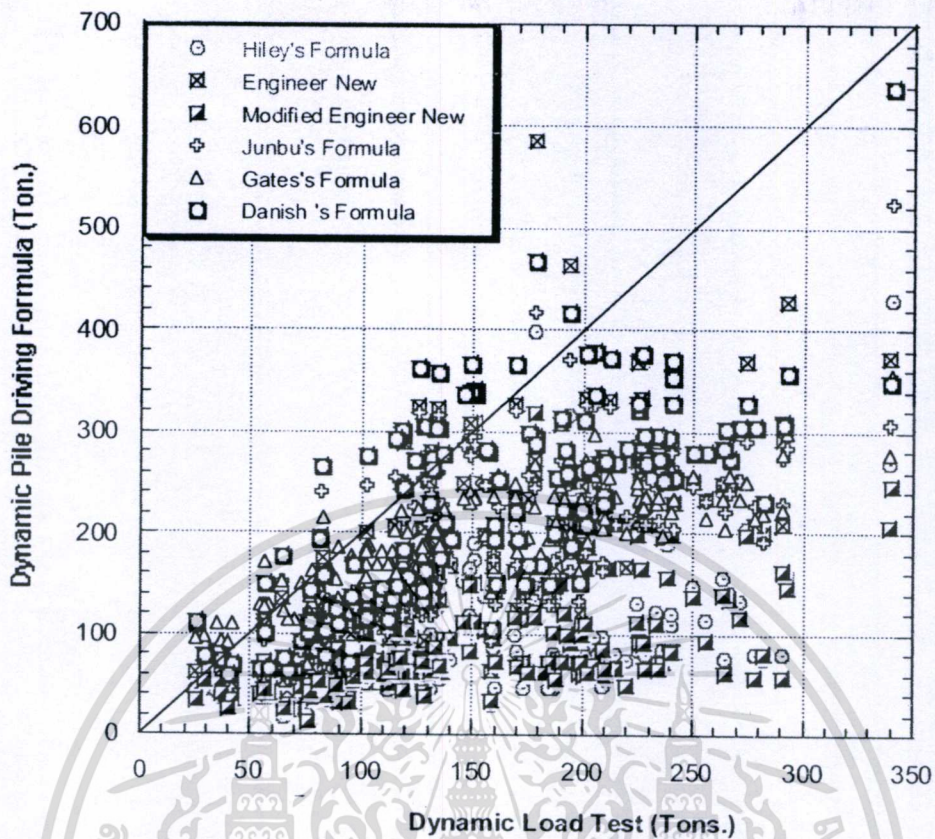 700
600
500
400
300
200
100
0
Dynamic Pile Driving Formula (Ton.)
Hiley's Formula
Engineer New
Modified Engineer New
Junbu's Formula
Gates's Formula
Danish 's Formula
0 50 100 150 200 250 300 350
Dynamic Load Test (Tons.)